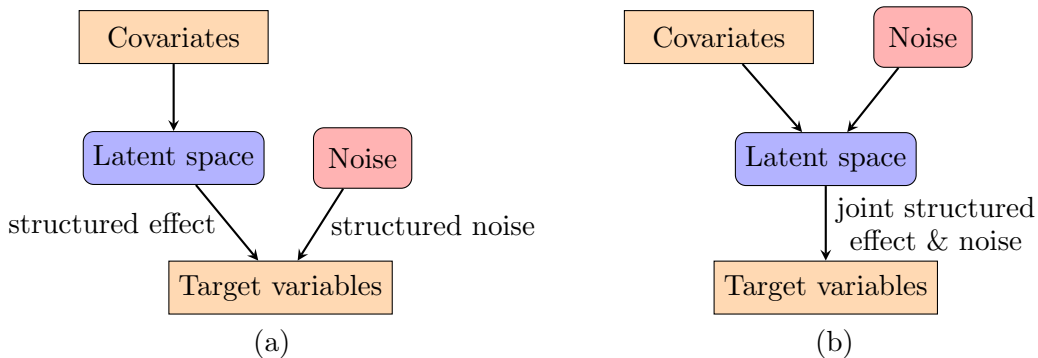 Covariates
Latent space
Noise
structured effect
structured noise
Target variables
(a)
Covariates
Noise
Latent space
joint structured
effect & noise
Target variables
(b)